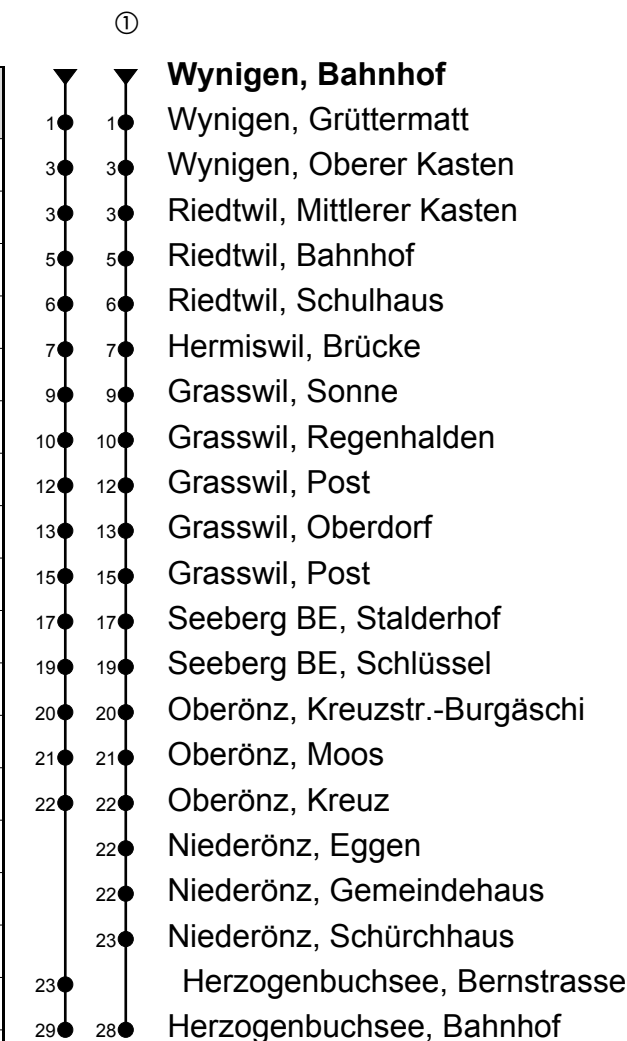 ①
Wynigen, Bahnhof
1 1 Wynigen, Grüttermatt
3 3 Wynigen, Oberer Kasten
3 3 Riedtwil, Mittlerer Kasten
5 5 Riedtwil, Bahnhof
6 6 Riedtwil, Schulhaus
7 7 Hermiswil, Brücke
9 9 Grasswil, Sonne
10 10 Grasswil, Regenhalden
12 12 Grasswil, Post
13 13 Grasswil, Oberdorf
15 15 Grasswil, Post
17 17 Seeberg BE, Stalderhof
19 19 Seeberg BE, Schlüssel
20 20 Oberönz, Kreuzstr.-Burgäschi
21 21 Oberönz, Moos
22 22 Oberönz, Kreuz
22 Niederönz, Eggen
22 Niederönz, Gemeindehaus
23 Niederönz, Schürchhaus
23 Herzogenbuchsee, Bernstrasse
29 28 Herzogenbuchsee, Bahnhof